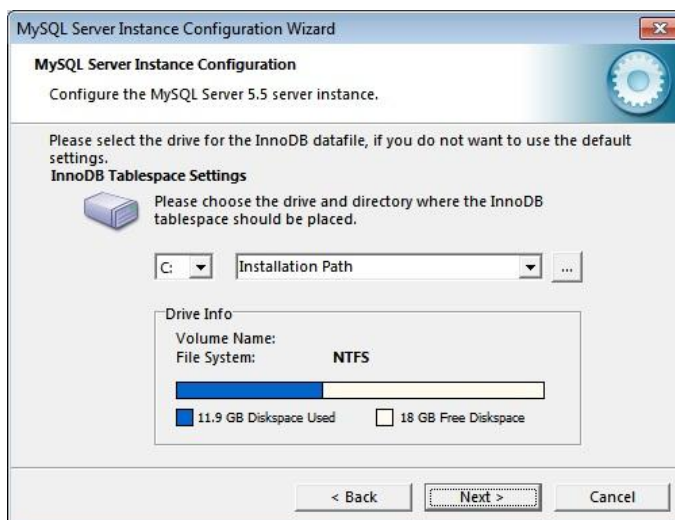 MySQL Server Instance Configuration Wizard
MySQL Server Instance Configuration
Configure the MySQL Server 5.5 server instance.
Please select the drive for the InnoDB datafile, if you do not want to use the default
settings.
InnoDB Tablespace Settings
Please choose the drive and directory where the InnoDB
tablespace should be placed.
C: Installation Path ...
Drive Info
Volume Name:
File System: NTFS
11.9 GB Diskspace Used 18 GB Free Diskspace
< Back Next > Cancel